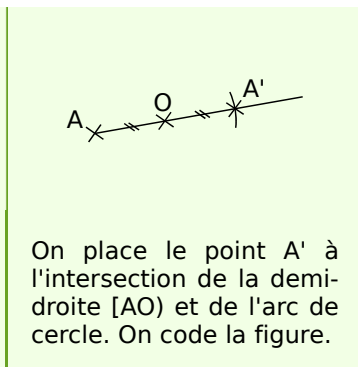 A'
O
A
On place le point A' à
l'intersection de la demi-
droite [AO) et de l'arc de
cercle. On code la figure.